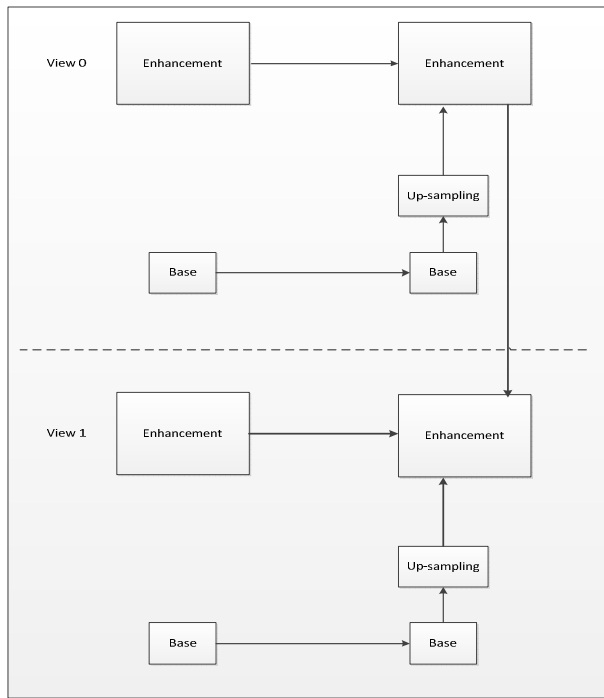 View 0
Enhancement
Enhancement
Up-sampling
Base
Base
View 1
Enhancement
Enhancement
Up-sampling
Base
Base